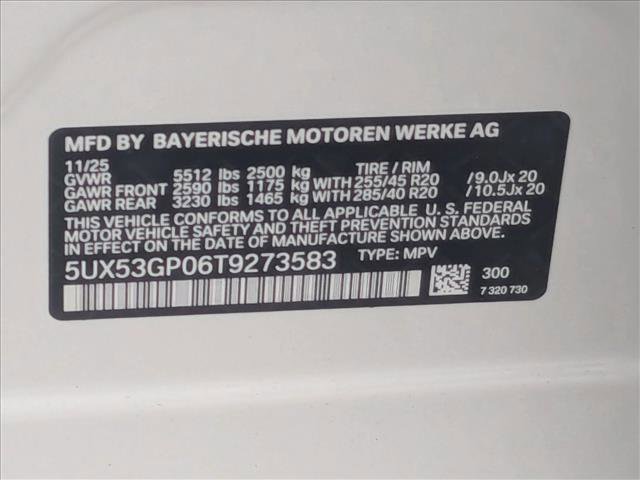 MFD BY BAYERISCHE MOTOREN WERKE AG
11/25 TIRE / RIM
GVWR 5512 lbs 2500 kg
GAWR FRONT 2590 lbs 1175 kg WITH 255/45 R20 /9.0Jx 20
GAWR REAR 3230 lbs 1465 kg WITH 285/40 R20 /10.5Jx 20
THIS VEHICLE CONFORMS TO ALL APPLICABLE U. S. FEDERAL
MOTOR VEHICLE SAFETY AND THEFT PREVENTION STANDARDS
IN EFFECT ON THE DATE OF MANUFACTURE SHOWN ABOVE.
5UX53GP06T9273583 TYPE: MPV
300
7 320 730